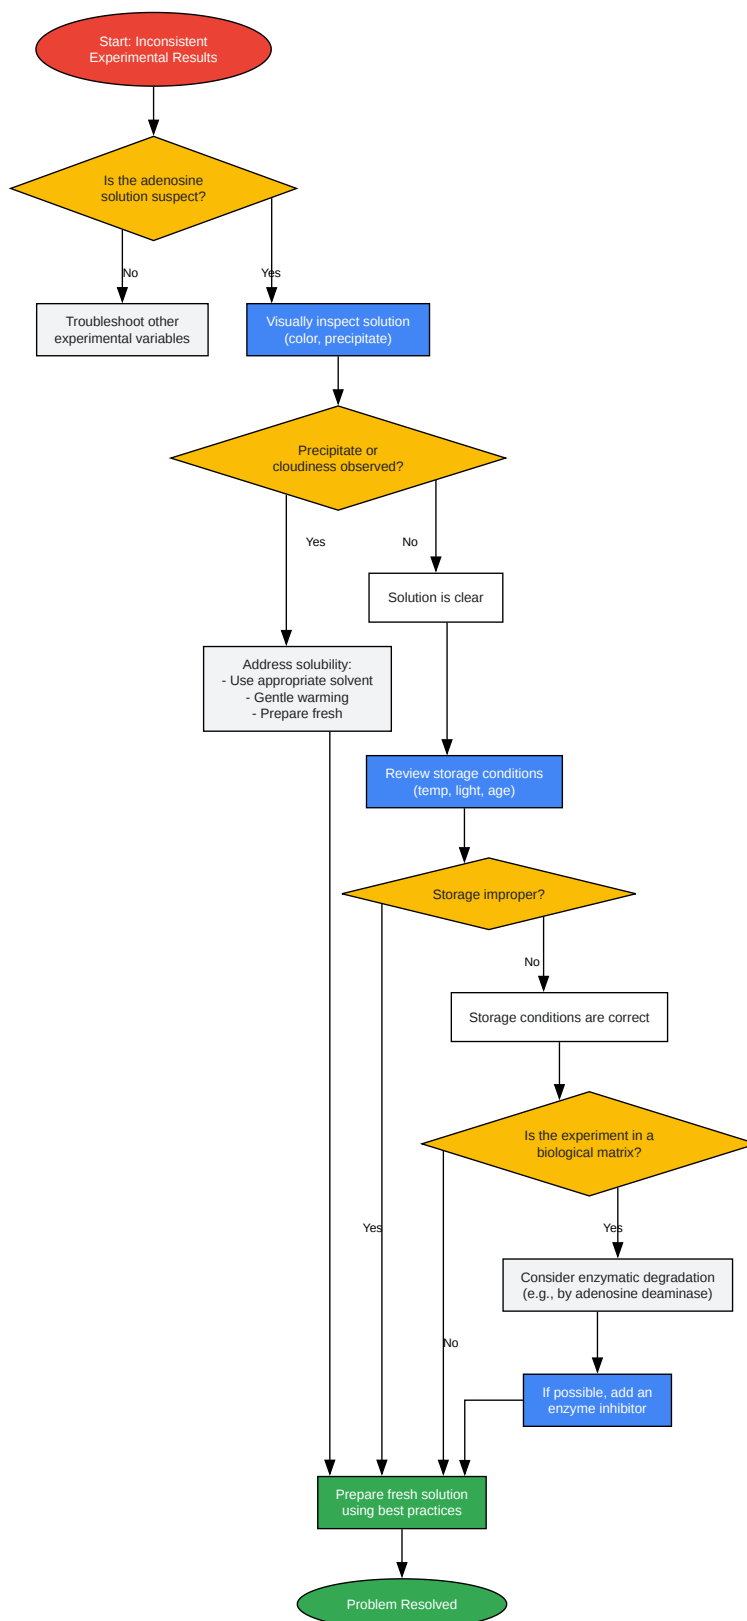 Start: Inconsistent
Experimental Results
Is the adenosine
solution suspect?
No
Yes
Troubleshoot other
experimental variables
Visually inspect solution
(color, precipitate)
Precipitate or
cloudiness observed?
Yes
No
Solution is clear
Address solubility:
- Use appropriate solvent
- Gentle warming
- Prepare fresh
Review storage conditions
(temp, light, age)
Storage improper?
No
Storage conditions are correct
Is the experiment in a
biological matrix?
Yes
Yes
Consider enzymatic degradation
(e.g., by adenosine deaminase)
No
If possible, add an
enzyme inhibitor
Prepare fresh solution
using best practices
Problem Resolved